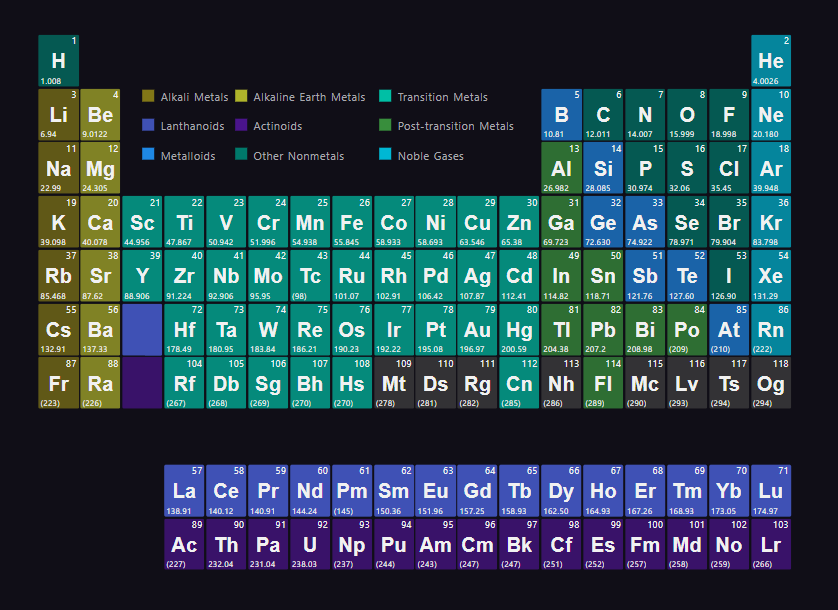 1 2
H He
1.008 4.0026
3 4 5 6 7 8 9 10
Alkali Metals Alkaline Earth Metals Transition Metals
Li Be B C N O F Ne
Lanthanoids Actinoids Post-transition Metals
6.94 9.0122 10.81 12.011 14.007 15.999 18.998 20.180
11 12 13 14 15 16 17 18
Metalloids Other Nonmetals Noble Gases
Na Mg Al Si P S Cl Ar
22.99 24.305 26.982 28.085 30.974 32.06 35.45 39.948
19 20 21 22 23 24 25 26 27 28 29 30 31 32 33 34 35 36
K Ca Sc Ti V Cr Mn Fe Co Ni Cu Zn Ga Ge As Se Br Kr
39.098 40.078 44.956 47.867 50.942 51.996 54.938 55.845 58.933 58.693 63.546 65.38 69.723 72.630 74.922 78.971 79.904 83.798
37 38 39 40 41 42 43 44 45 46 47 48 49 50 51 52 53 54
Rb Sr Y Zr Nb Mo Tc Ru Rh Pd Ag Cd In Sn Sb Te I Xe
85.468 87.62 88.906 91.224 92.906 95.95 (98) 101.07 102.91 106.42 107.87 112.41 114.82 118.71 121.76 127.60 126.90 131.29
55 56 72 73 74 75 76 77 78 79 80 81 82 83 84 85 86
Cs Ba Hf Ta W Re Os Ir Pt Au Hg Tl Pb Bi Po At Rn
132.91 137.33 178.49 180.95 183.84 186.21 190.23 192.22 195.08 196.97 200.59 204.38 207.2 208.98 (209) (210) (222)
87 88 104 105 106 107 108 109 110 111 112 113 114 115 116 117 118
Fr Ra Rf Db Sg Bh Hs Mt Ds Rg Cn Nh Fl Mc Lv Ts Og
(223) (226) (267) (268) (269) (270) (270) (278) (281) (282) (285) (286) (289) (290) (293) (294) (294)
57 58 59 60 61 62 63 64 65 66 67 68 69 70 71
La Ce Pr Nd Pm Sm Eu Gd Tb Dy Ho Er Tm Yb Lu
138.91 140.12 140.91 144.24 (145) 150.36 151.96 157.25 158.93 162.50 164.93 167.26 168.93 173.05 174.97
89 90 91 92 93 94 95 96 97 98 99 100 101 102 103
Ac Th Pa U Np Pu Am Cm Bk Cf Es Fm Md No Lr
(227) 232.04 231.04 238.03 (237) (244) (243) (247) (247) (251) (252) (257) (258) (259) (266)